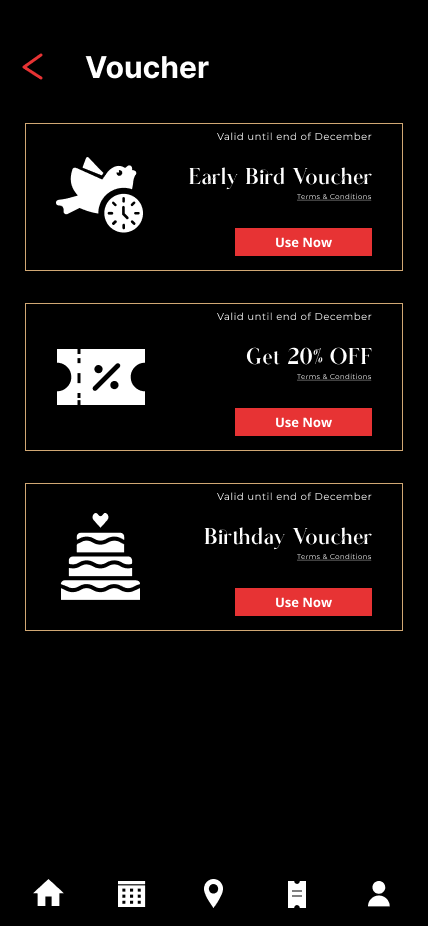 Voucher
Valid until end of December
Early Bird Voucher
Terms & Conditions
Use Now
Valid until end of December
Get 20% OFF
Terms & Conditions
Use Now
Valid until end of December
Birthday Voucher
Terms & Conditions
Use Now